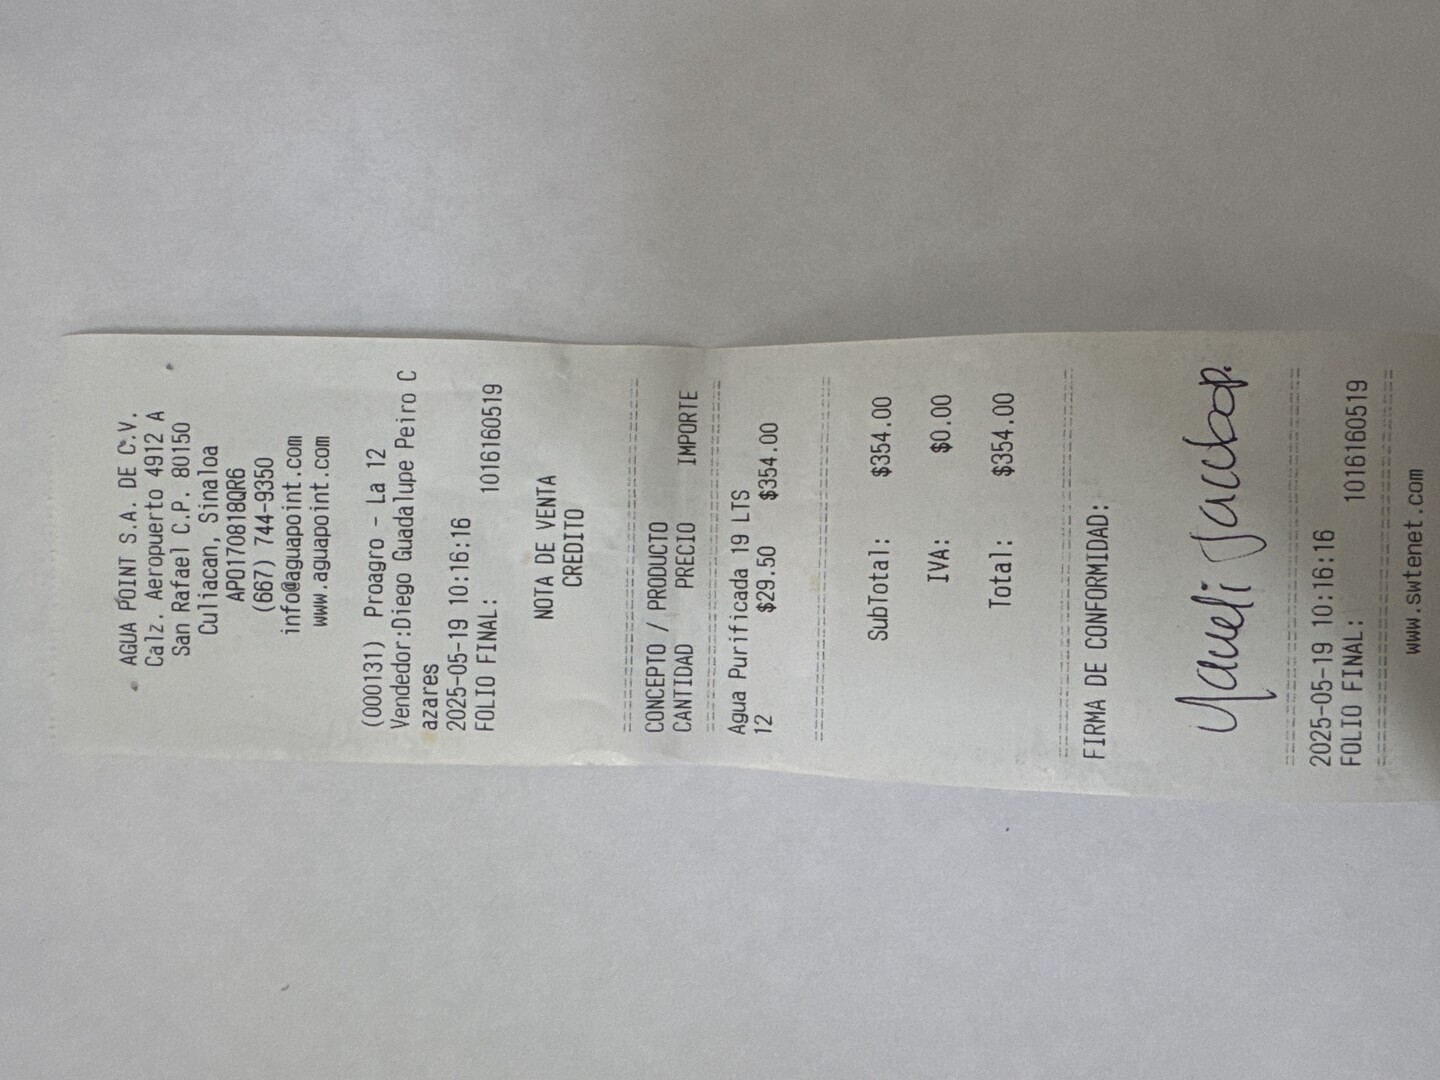 AGUA POINT S.A. DE C.V.
Calz. Aeropuerto 4912 A
San Rafael C.P. 80150
Culiacan, Sinaloa
APO170818QR6
(667) 744-9350
info@aguapoint.com
www.aguapoint.com
(000131) Proagro - La 12
Vendedor:Diego Guadalupe Peiro C
azares
2025-05-19 10:16:16
FOLIO FINAL: 1016160519
NOTA DE VENTA
CREDITO
CONCEPTO / PRODUCTO
CANTIDAD PRECIO IMPORTE
Agua Purificada 19 LTS
12 $29.50 $354.00
SubTotal: $354.00
IVA: $0.00
Total: $354.00
FIRMA DE CONFORMIDAD:
Yaneli
2025-05-19 10:16:16
FOLIO FINAL: 1016160519
www.swtenet.com